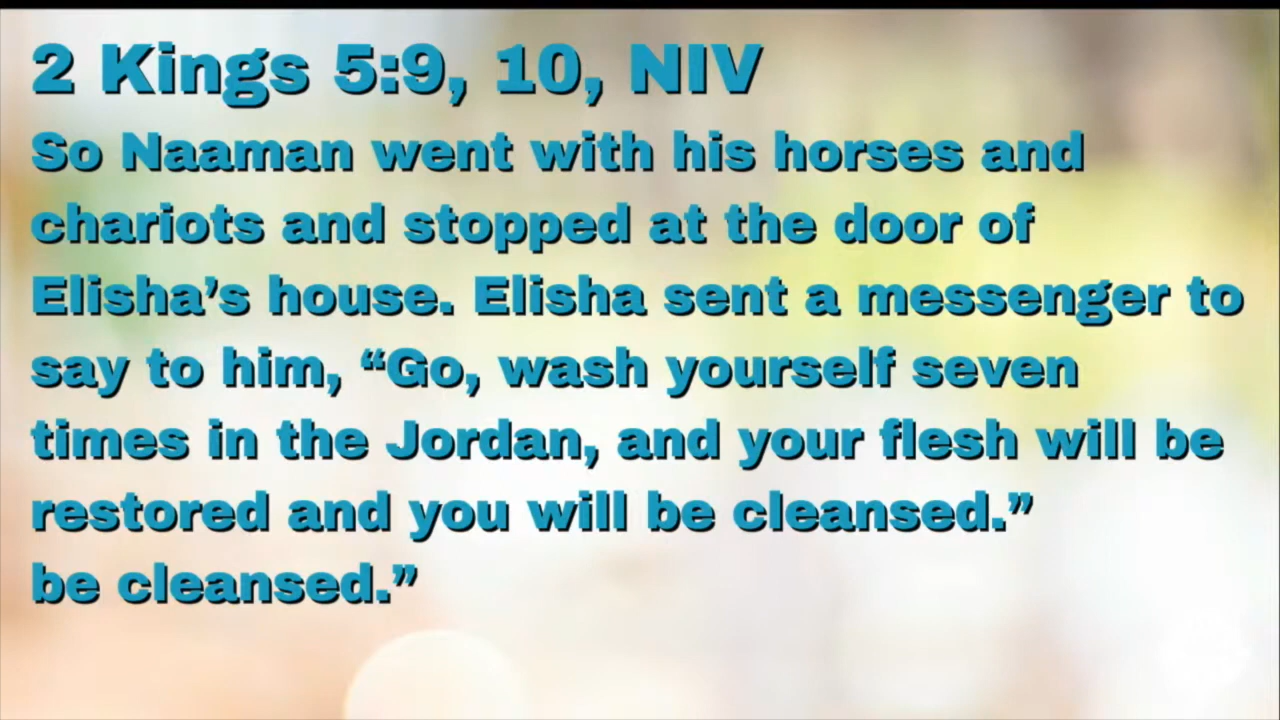 2 Kings 5:9, 10, NIV
So Naaman went with his horses and
chariots and stopped at the door of
Elisha’s house. Elisha sent a messenger to
say to him, “Go, wash yourself seven
times in the Jordan, and your flesh will be
restored and you will be cleansed.”
be cleansed.”